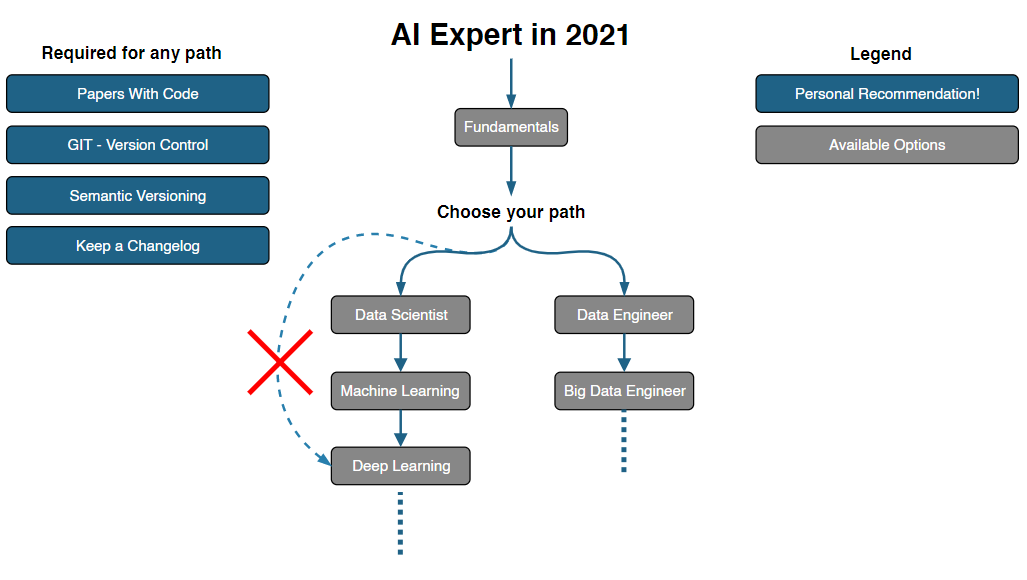 AI Expert in 2021
Required for any path
Papers With Code
GIT - Version Control
Semantic Versioning
Keep a Changelog
Legend
Personal Recommendation!
Available Options
Fundamentals
Choose your path
Data Scientist
Data Engineer
Machine Learning
Big Data Engineer
Deep Learning